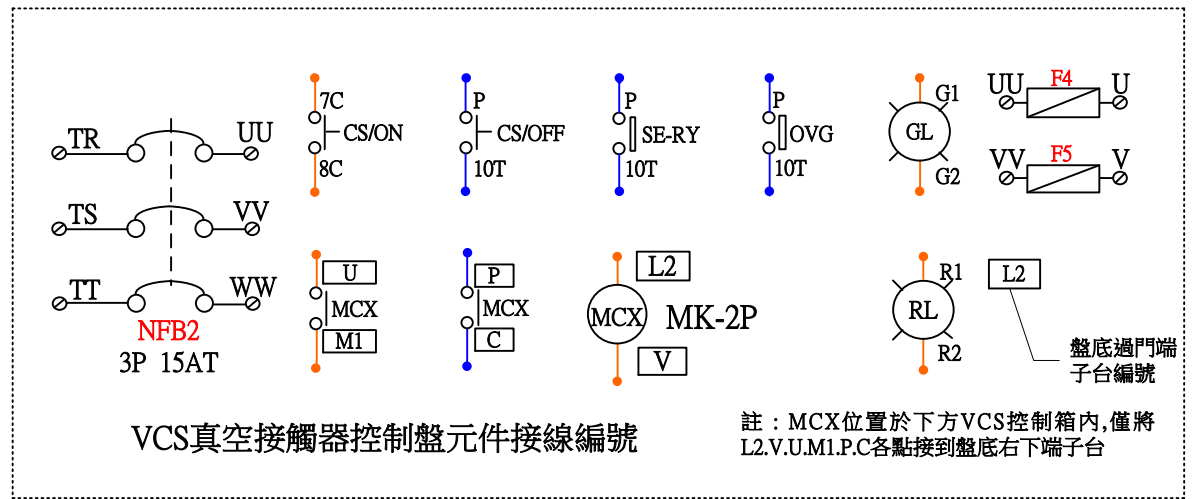 TR UU
TS VV
TT WW
NFB2
3P 15AT
7C
CS/ON
8C
P
CS/OFF
10T
P
SE-RY
10T
P
OVG
10T
G1
GL
G2
UU F4 U
VV F5 V
U
MCX
M1
P
MCX
C
L2
MCX MK-2P
V
R1
RL
R2
L2
盤底過門端
子台編號
VCS真空接觸器控制盤元件接線編號
註：MCX位置於下方VCS控制箱內,僅將
L2.V.U.M1.P.C各點接到盤底右下端子台